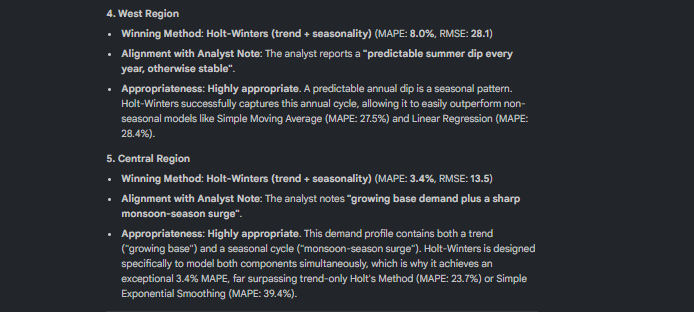 4. West Region
• Winning Method: Holt-Winters (trend + seasonality) (MAPE: 8.0%, RMSE: 28.1)
• Alignment with Analyst Note: The analyst reports a "predictable summer dip every
year, otherwise stable".
• Appropriateness: Highly appropriate. A predictable annual dip is a seasonal pattern.
Holt-Winters successfully captures this annual cycle, allowing it to easily outperform non-
seasonal models like Simple Moving Average (MAPE: 27.5%) and Linear Regression (MAPE:
28.4%).
5. Central Region
• Winning Method: Holt-Winters (trend + seasonality) (MAPE: 3.4%, RMSE: 13.5)
• Alignment with Analyst Note: The analyst notes "growing base demand plus a sharp
monsoon-season surge".
• Appropriateness: Highly appropriate. This demand profile contains both a trend
("growing base") and a seasonal cycle ("monsoon-season surge"). Holt-Winters is designed
specifically to model both components simultaneously, which is why it achieves an
exceptional 3.4% MAPE, far surpassing trend-only Holt's Method (MAPE: 23.7%) or Simple
Exponential Smoothing (MAPE: 39.4%).